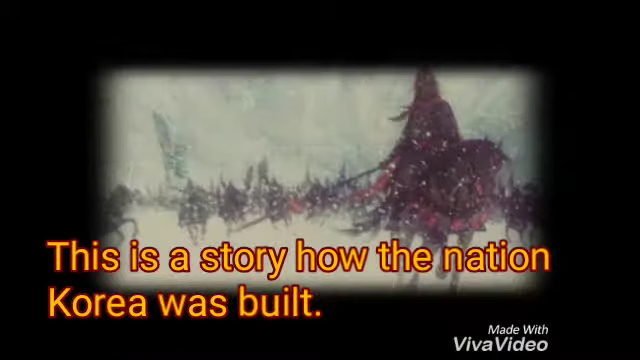 This is a story how the nation
Korea was built.
Made With
VivaVideo